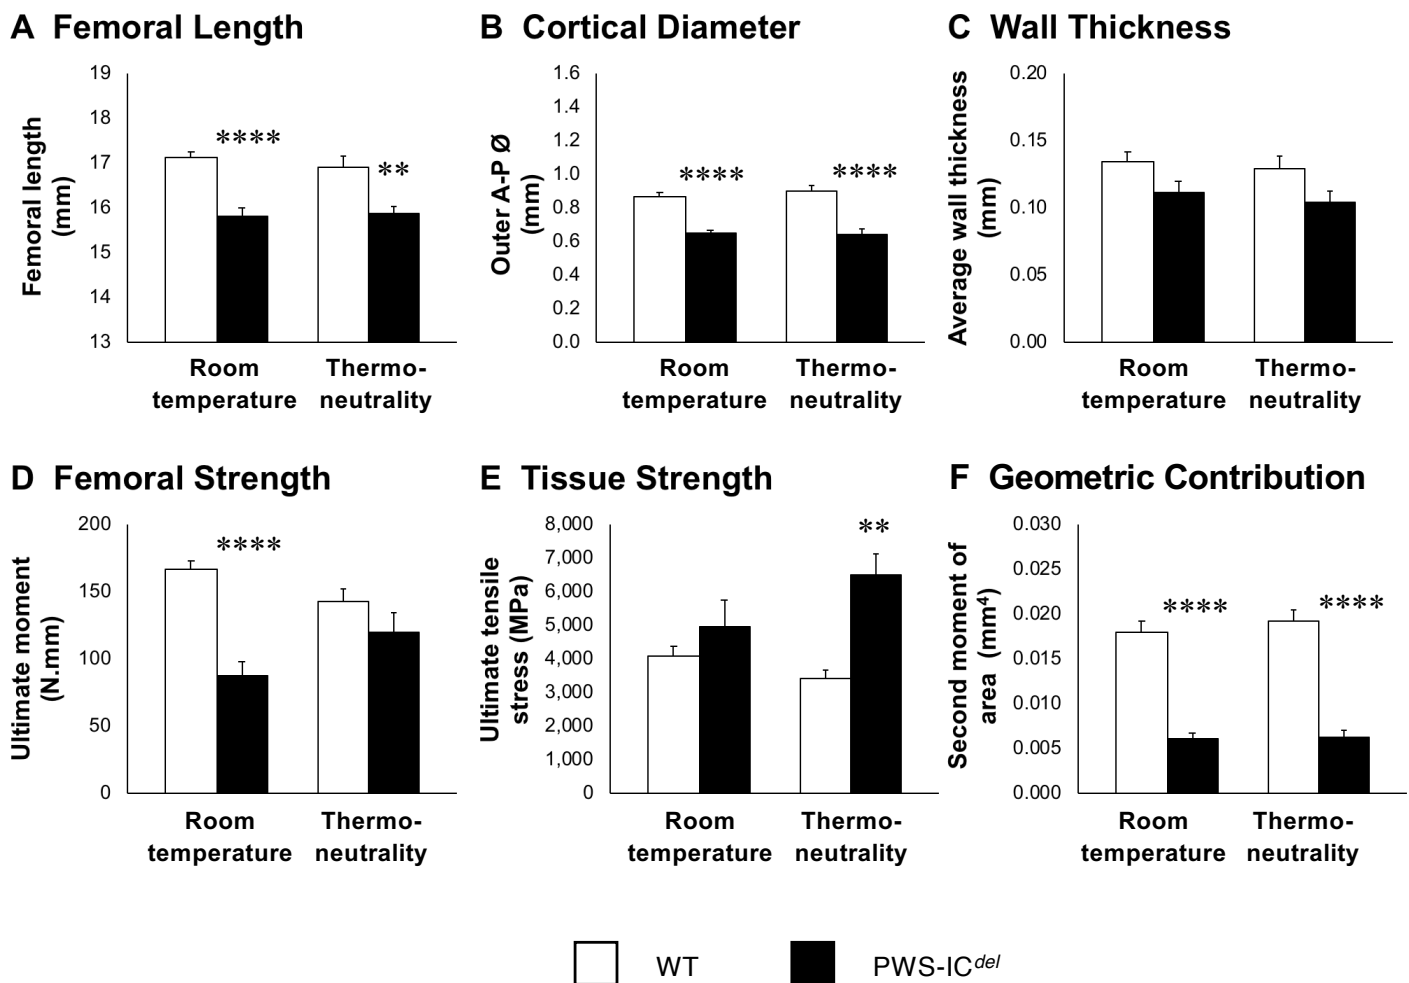 A Femoral Length
Femoral length
(mm)
19
18
17
16
15
14
13
****
**
Room
temperature
Thermo-
neutrality
B Cortical Diameter
Outer A-P Ø
(mm)
1.6
1.4
1.2
1.0
0.8
0.6
0.4
0.2
0.0
****
****
Room
temperature
Thermo-
neutrality
C Wall Thickness
Average wall thickness
(mm)
0.20
0.15
0.10
0.05
0.00
Room
temperature
Thermo-
neutrality
D Femoral Strength
Ultimate moment
(N.mm)
200
150
100
50
0
****
Room
temperature
Thermo-
neutrality
E Tissue Strength
Ultimate tensile
stress (MPa)
8,000
7,000
6,000
5,000
4,000
3,000
2,000
1,000
0
**
Room
temperature
Thermo-
neutrality
F Geometric Contribution
Second moment of
area (mm⁴)
0.030
0.025
0.020
0.015
0.010
0.005
0.000
****
****
Room
temperature
Thermo-
neutrality
WT
PWS-ICdel